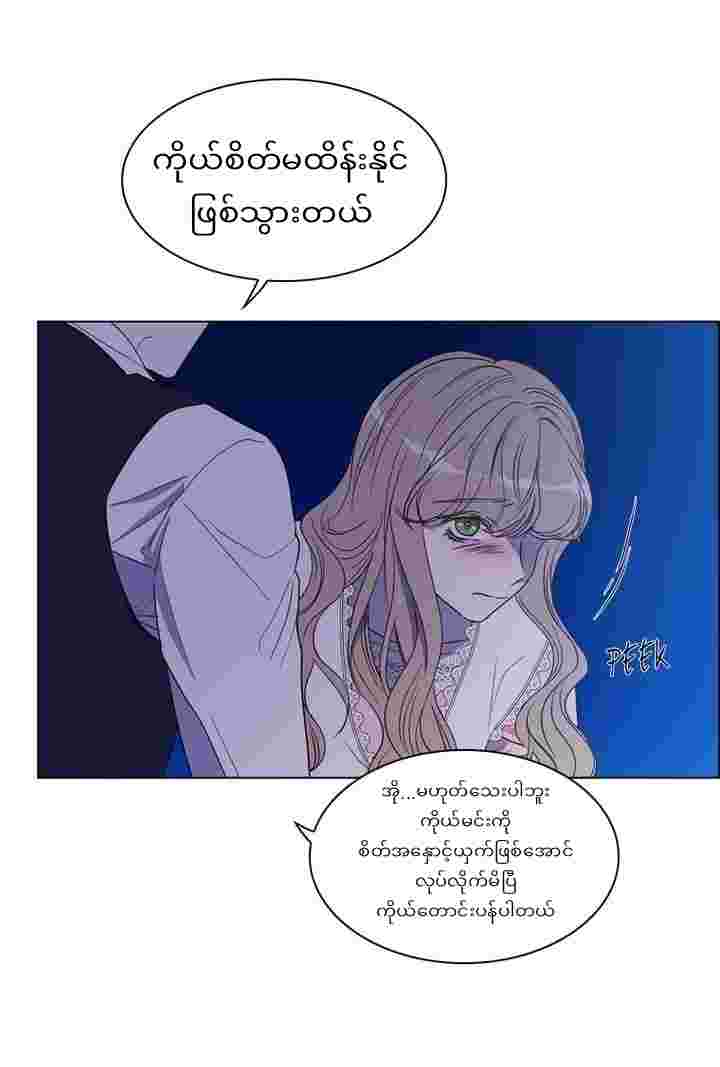 ကိုယ်စိတ်မထိန်းနိုင်
ဖြစ်သွားတယ်
PEEK
အို...မဟုတ်သေးပါဘူး
ကိုယ်မင်းကို
စိတ်အနှောင့်ယှက်ဖြစ်အောင်
လုပ်လိုက်မိပြီ
ကိုယ်တောင်းပန်ပါတယ်